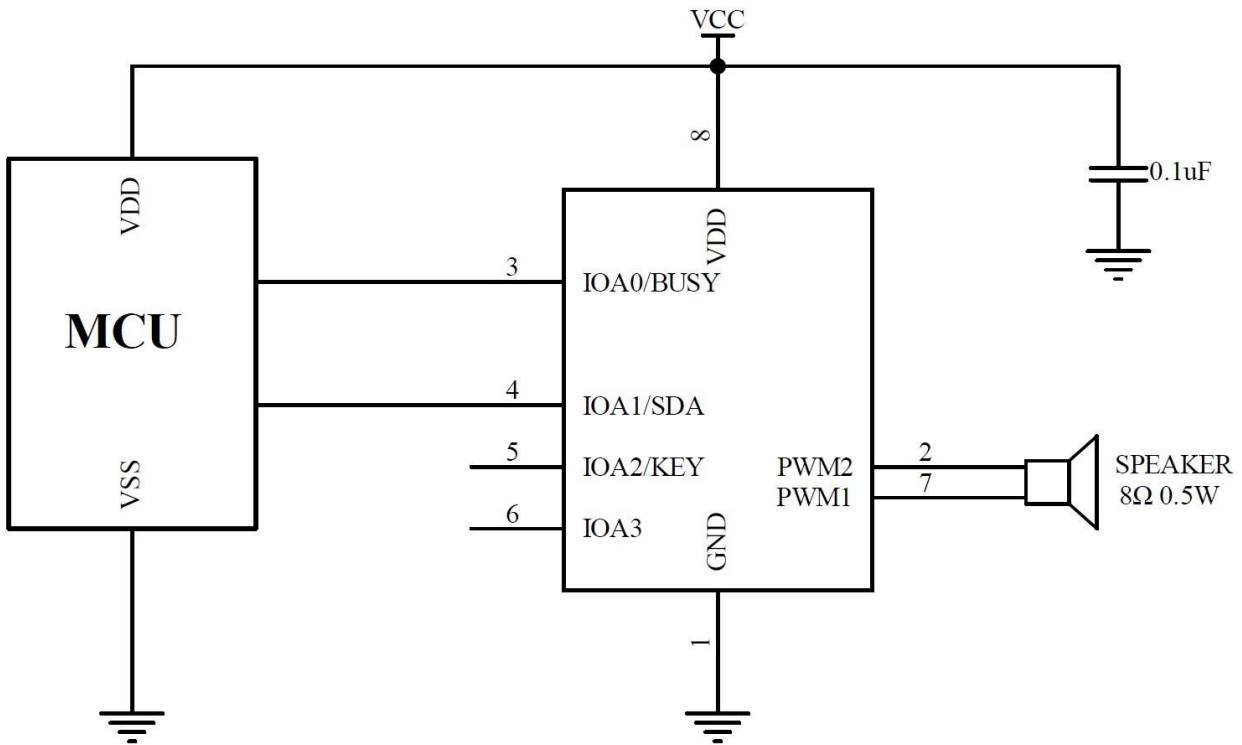 VCC
8
VDD
0.1uF
VDD
3
IOA0/BUSY
MCU
4
IOA1/SDA
5
IOA2/KEY
PWM2
2
SPEAKER
8Ω 0.5W
VSS
6
IOA3
PWM1
7
GND
1